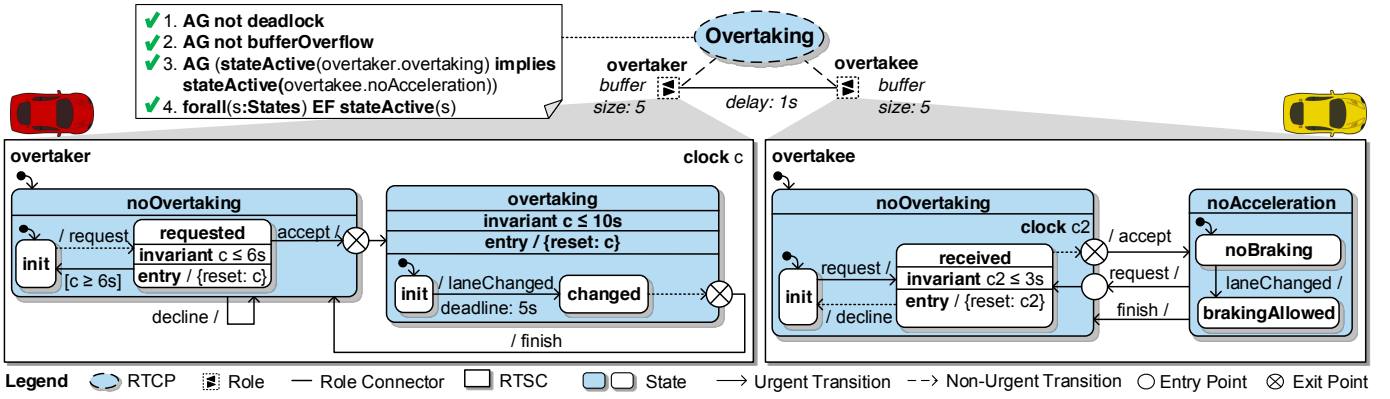 1. AG not deadlock
2. AG not bufferOverflow
3. AG (stateActive(overtaker.overtaking) implies
stateActive(overtakee.noAcceleration))
4. forall(s:States) EF stateActive(s)
Overtaking
overtaker
buffer
size: 5
delay: 1s
overtakee
buffer
size: 5
overtaker
clock c
noOvertaking
/ request
init
requested
invariant c ≤ 6s
entry / {reset: c}
[c ≥ 6s]
accept /
decline /
overtaking
invariant c ≤ 10s
entry / {reset: c}
init
/ laneChanged
deadline: 5s
changed
/ finish
overtakee
noOvertaking
clock c2
init
request /
/ decline
received
invariant c2 ≤ 3s
entry / {reset: c2}
/ accept
request /
finish /
noAcceleration
noBraking
laneChanged /
brakingAllowed
Legend RTCP Role Role Connector RTSC State Urgent Transition Non-Urgent Transition Entry Point Exit Point